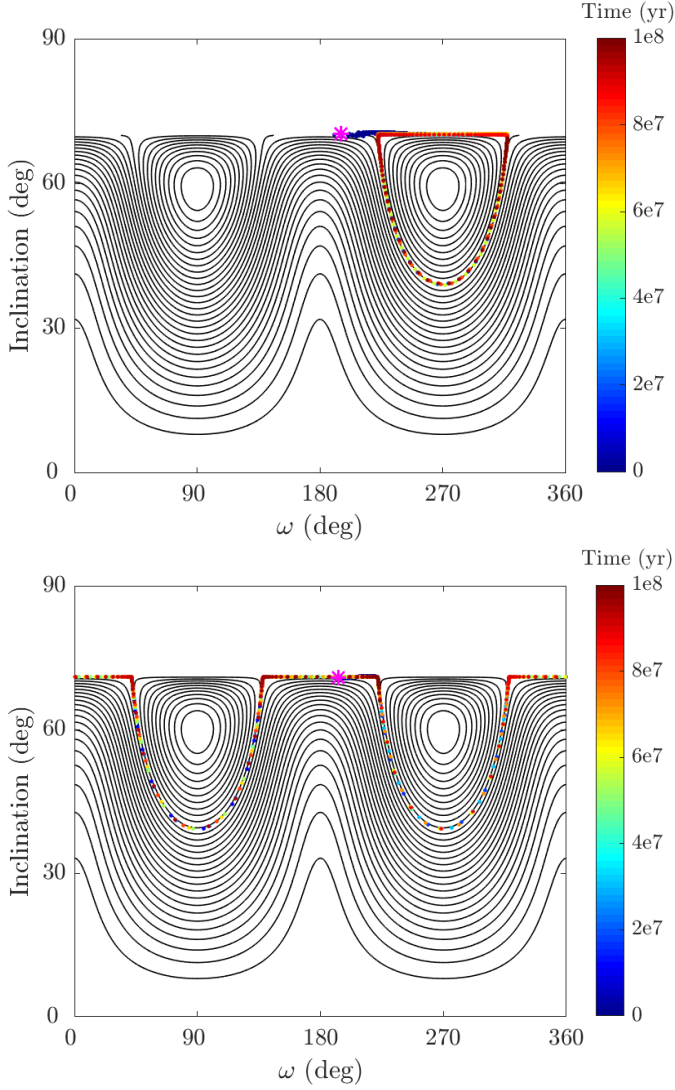 Time (yr)
90
60
30
0
Inclination (deg)
0
90
180
270
360
ω (deg)
1e8
8e7
6e7
4e7
2e7
0
Time (yr)
90
60
30
0
Inclination (deg)
0
90
180
270
360
ω (deg)
1e8
8e7
6e7
4e7
2e7
0